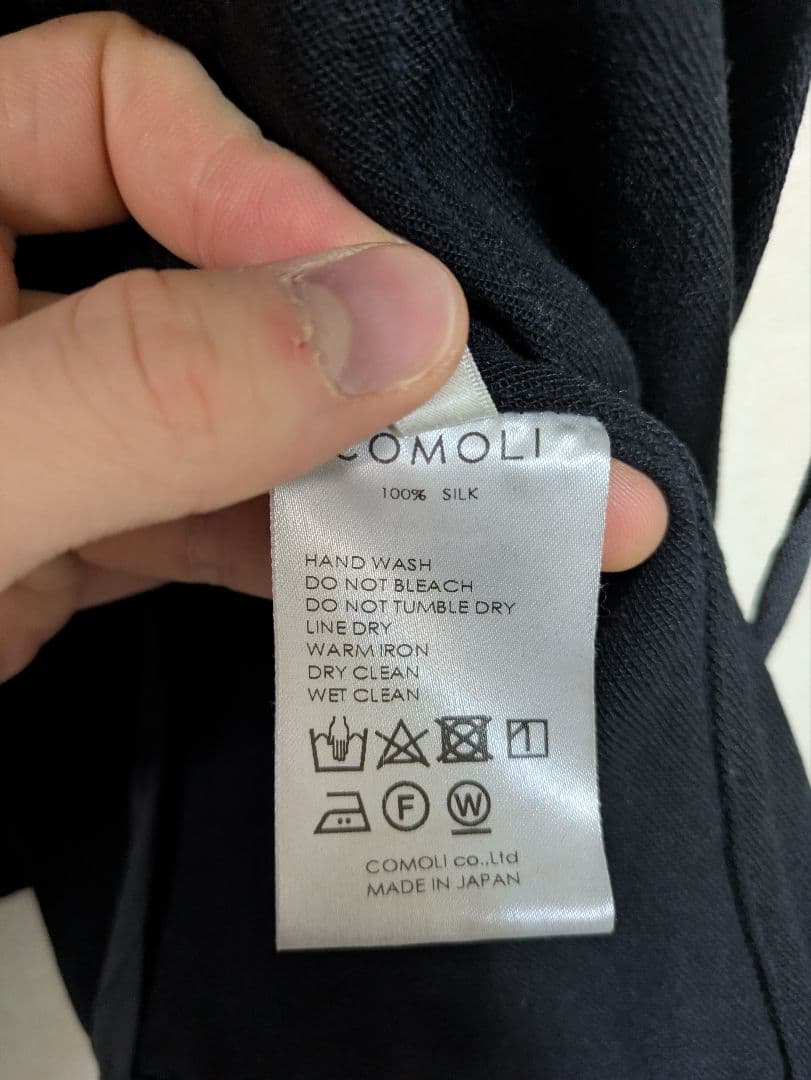 COMOLI
100% SILK
HAND WASH
DO NOT BLEACH
DO NOT TUMBLE DRY
LINE DRY
WARM IRON
DRY CLEAN
WET CLEAN
F W
COMOLI co.,Ltd
MADE IN JAPAN